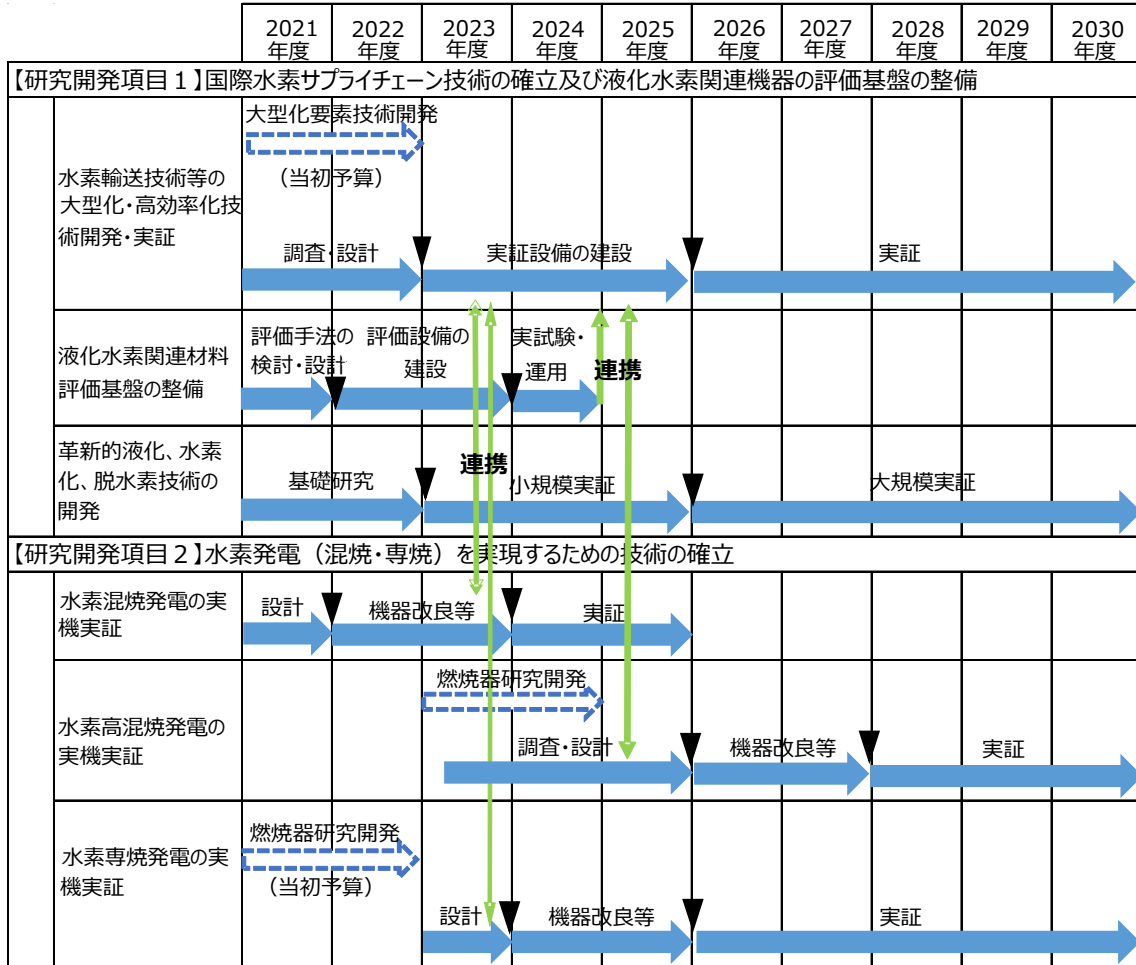 2021
年度
2022
年度
2023
年度
2024
年度
2025
年度
2026
年度
2027
年度
2028
年度
2029
年度
2030
年度
【研究開発項目１】国際水素サプライチェーン技術の確立及び液化水素関連機器の評価基盤の整備
水素輸送技術等の
大型化・高効率化技
術開発・実証
大型化要素技術開発
（当初予算）
調査・設計
実証設備の建設
実証
液化水素関連材料
評価基盤の整備
評価手法の
検討・設計
評価設備の
建設
実試験・
運用
連携
革新的液化、水素
化、脱水素技術の
開発
基礎研究
連携
小規模実証
大規模実証
【研究開発項目２】水素発電（混焼・専焼）を実現するための技術の確立
水素混焼発電の実
機実証
設計
機器改良等
実証
水素高混焼発電の
実機実証
燃焼器研究開発
調査・設計
機器改良等
実証
水素専焼発電の実
機実証
燃焼器研究開発
（当初予算）
設計
機器改良等
実証